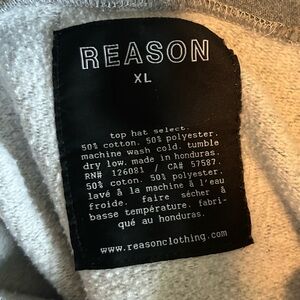 REASON
XL
top hat select.
50% cotton. 50% polyester.
machine wash cold. tumble
dry low. made in honduras.
RN# 126081 / CA# 57587.
50% coton. 50% polyester.
lavé à la machine à l'eau
froide. faire sécher à
basse température. fabri-
qué au honduras.
www.reasonclothing.com